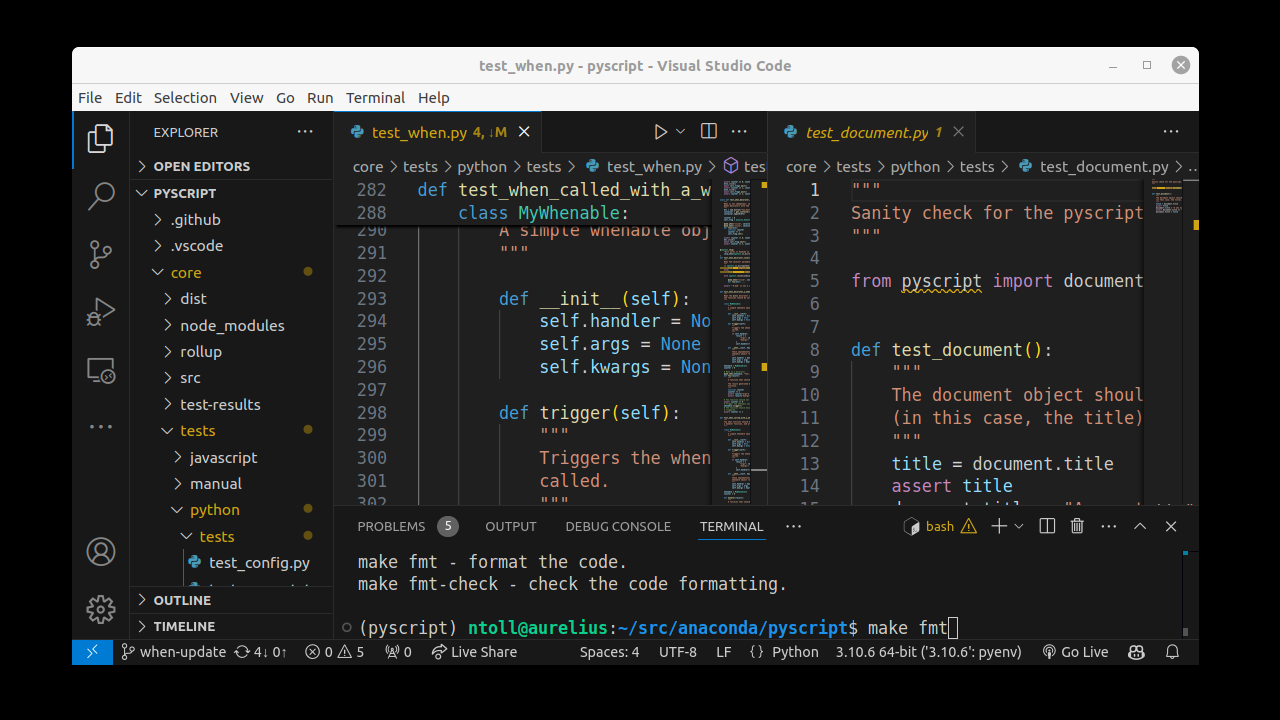 test_when.py - pyscript - Visual Studio Code
File Edit Selection View Go Run Terminal Help
EXPLORER
OPEN EDITORS
PYSCRIPT
.github
.vscode
core
dist
node_modules
rollup
src
test-results
tests
javascript
manual
python
tests
test_config.py
OUTLINE
TIMELINE
test_when.py 4, ↓M
core > tests > python > tests > test_when.py > tes
282 def test_when_called_with_a_w
288 class MyWhenable:
290 A simple whenable obj
291 """
292
293 def __init__(self):
294 self.handler = No
295 self.args = None
296 self.kwargs = Non
297
298 def trigger(self):
299 """
300 Triggers the when
301 called.
302 """
test_document.py 1
core > tests > python > tests > test_document.py > ...
1 """
2 Sanity check for the pyscript
3 """
4
5 from pyscript import document
6
7
8 def test_document():
9 """
10 The document object shoul
11 (in this case, the title)
12 """
13 title = document.title
14 assert title
15
PROBLEMS 5 OUTPUT DEBUG CONSOLE TERMINAL bash
make fmt - format the code.
make fmt-check - check the code formatting.
(pyscript) ntoll@aurelius:~/src/anaconda/pyscript$ make fmt
when-update 4↓ 0↑ 0 5 0 Live Share Spaces: 4 UTF-8 LF {} Python 3.10.6 64-bit ('3.10.6': pyenv) Go Live